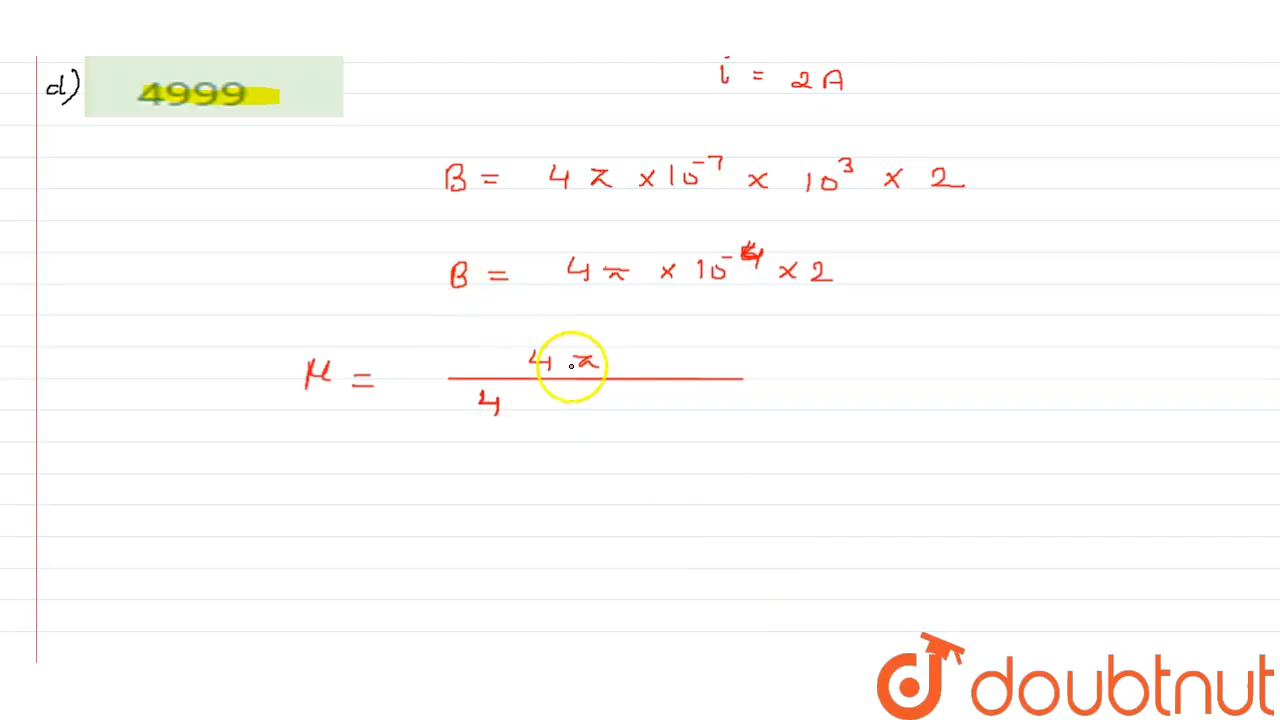 d) 4999
i = 2A
B = 4π × 10⁻⁷ × 10³ × 2
B = 4π × 10⁻⁴ × 2
μ = 4π
4
doubtnut